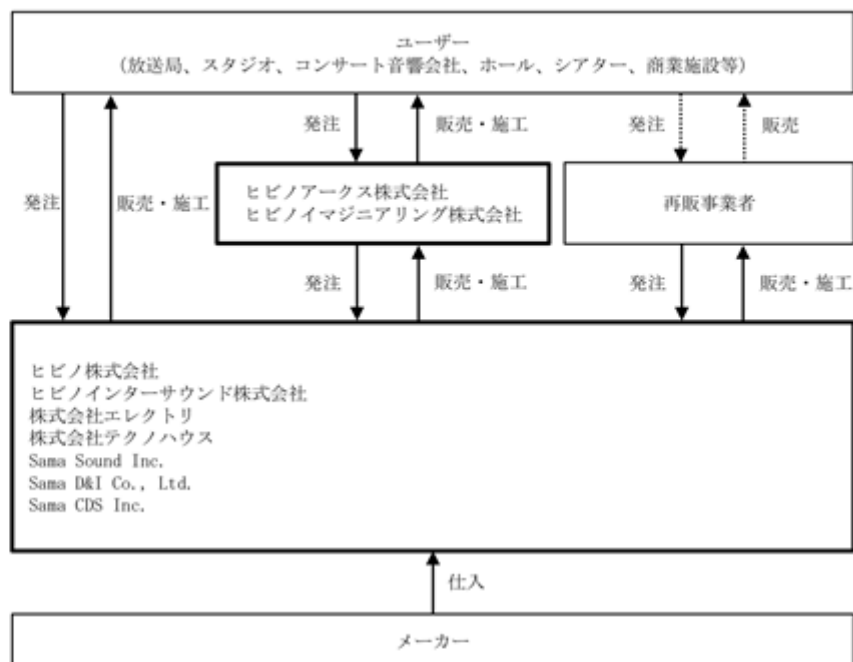 ユーザー
(放送局、スタジオ、コンサート音響会社、ホール、シアター、商業施設等)
発注
販売・施工
発注
販売
ヒビノアークス株式会社
ヒビノイマジニアリング株式会社
再販事業者
発注
販売・施工
発注
販売・施工
発注
販売・施工
ヒビノ株式会社
ヒビノインターサウンド株式会社
株式会社エレクトリ
株式会社テクノハウス
Sama Sound Inc.
Sama D&I Co., Ltd.
Sama CDS Inc.
仕入
メーカー